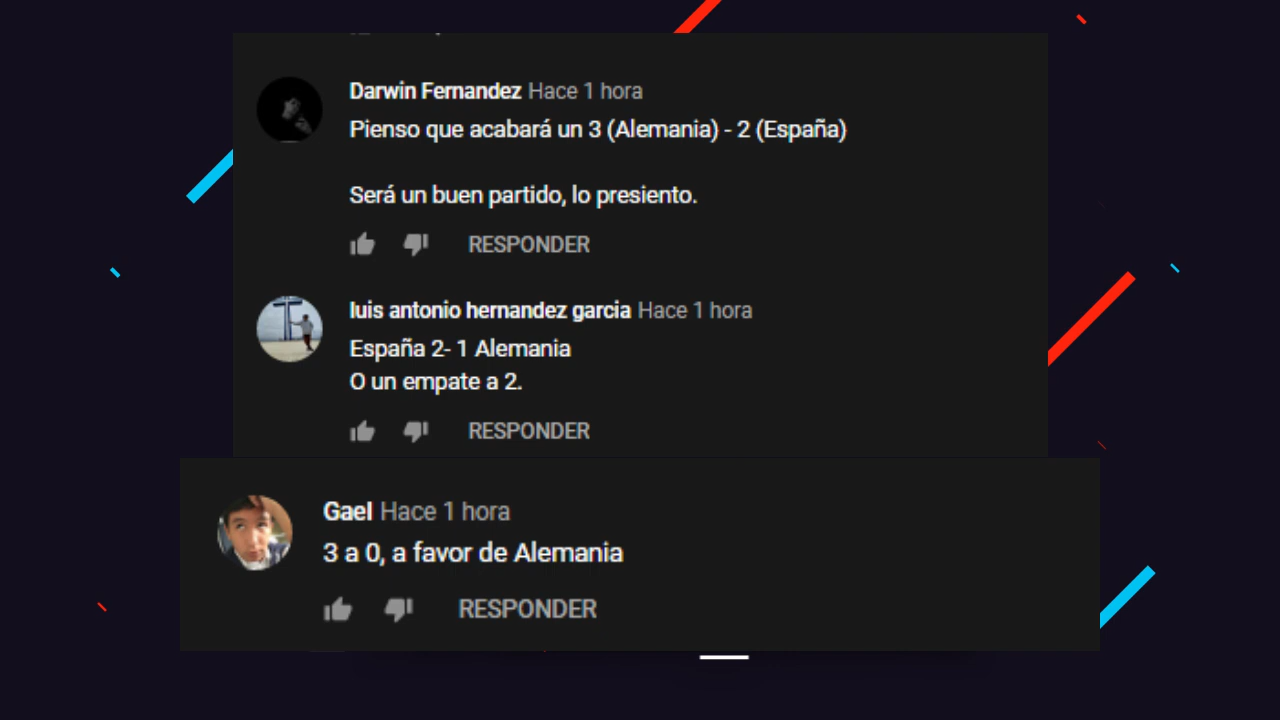 Darwin Fernandez Hace 1 hora
Pienso que acabará un 3 (Alemania) - 2 (España)
Será un buen partido, lo presiento.
RESPONDER
luis antonio hernandez garcia Hace 1 hora
España 2- 1 Alemania
O un empate a 2.
RESPONDER
Gael Hace 1 hora
3 a 0, a favor de Alemania
RESPONDER